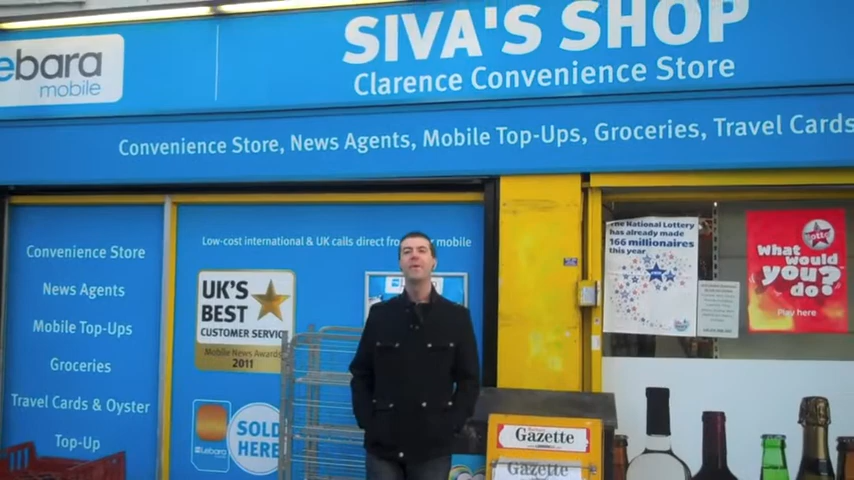 SIVA'S SHOP
Clarence Convenience Store
ebara
mobile
Convenience Store, News Agents, Mobile Top-Ups, Groceries, Travel Cards
Convenience Store
News Agents
Mobile Top-Ups
Groceries
Travel Cards & Oyster
Top-Up
Low-cost international & UK calls direct from
mobile
UK'S
BEST
CUSTOMER SERVICE
Mobile News Awards
2011
Lebara
SOLD
HERE
Gazette
Gazette
The National Lottery
has already made
166 millionaires
this year
Lotto
What
would
you
do?
Play here